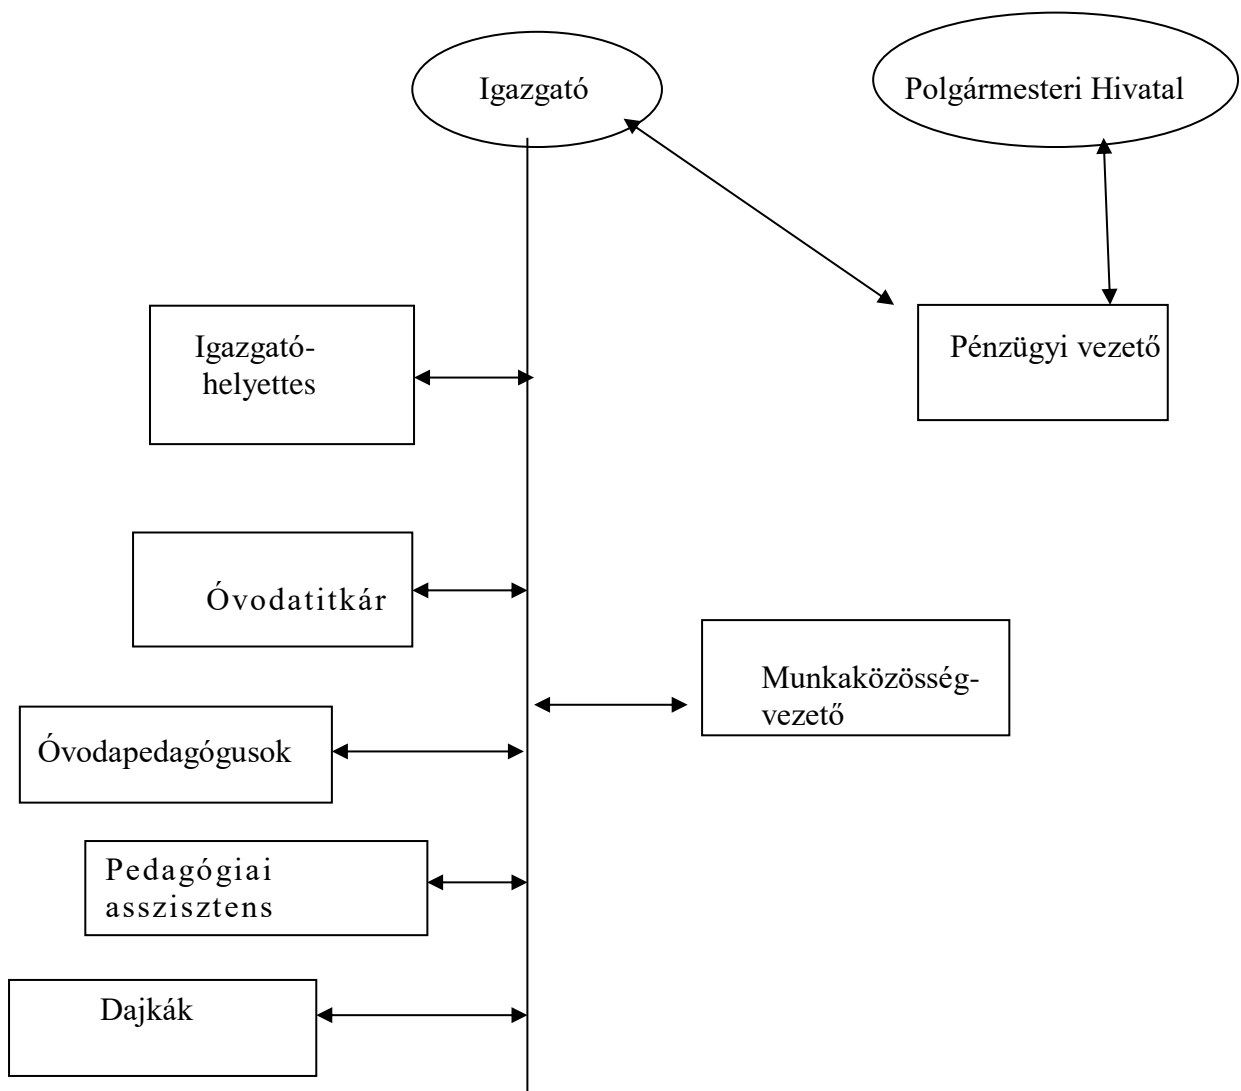 Igazgató
Polgármesteri Hivatal
Igazgató-
helyettes
Pénzügyi vezető
Óvodatitkár
Munkaközösség-
vezető
Óvodapedagógusok
Pedagógiai
asszisztens
Dajkák